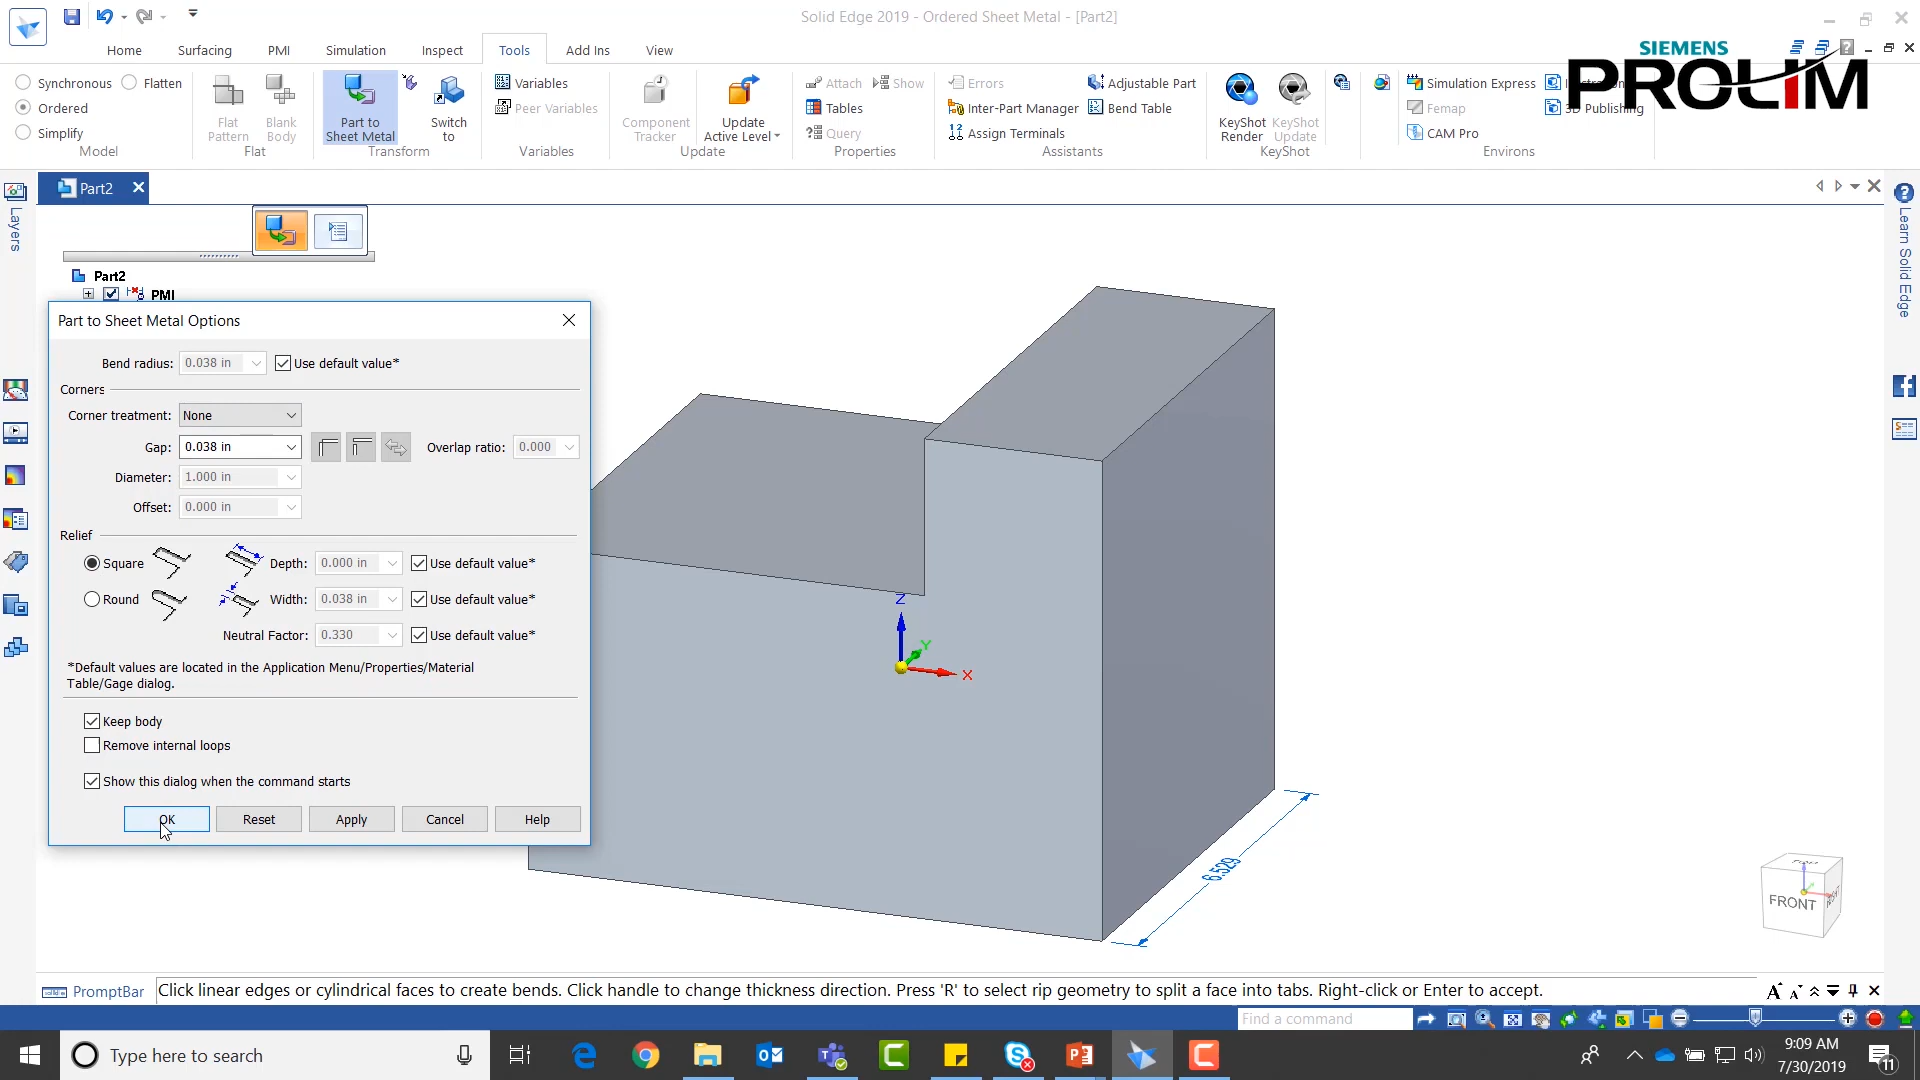 Solid Edge 2019 - Ordered Sheet Metal - [Part2]
Home Surfacing PMI Simulation Inspect Tools Add Ins View
SIEMENS
PROLIM
Synchronous Flatten
Ordered
Simplify
Model
Flat Pattern
Blank Body
Flat
Part to Sheet Metal
Switch to
Transform
Variables
Peer Variables
Variables
Component Tracker
Update Active Level
Update
Attach Show
Tables
Query
Properties
Errors Adjustable Part
Inter-Part Manager Bend Table
Assign Terminals
Assistants
KeyShot Render
KeyShot Update
KeyShot
Simulation Express
Femap 3D Publishing
CAM Pro
Environs
Part2
Layers
Learn Solid Edge
Part2
PMI
Part to Sheet Metal Options
Bend radius: 0.038 in Use default value*
Corners
Corner treatment: None
Gap: 0.038 in Overlap ratio: 0.000
Diameter: 1.000 in
Offset: 0.000 in
Relief
Square Depth: 0.000 in Use default value*
Round Width: 0.038 in Use default value*
Neutral Factor: 0.330 Use default value*
*Default values are located in the Application Menu/Properties/Material
Table/Gage dialog.
Keep body
Remove internal loops
Show this dialog when the command starts
OK Reset Apply Cancel Help
Z
Y
X
6.529
FRONT
PromptBar Click linear edges or cylindrical faces to create bends. Click handle to change thickness direction. Press 'R' to select rip geometry to split a face into tabs. Right-click or Enter to accept.
Find a command
Type here to search
9:09 AM
7/30/2019
11